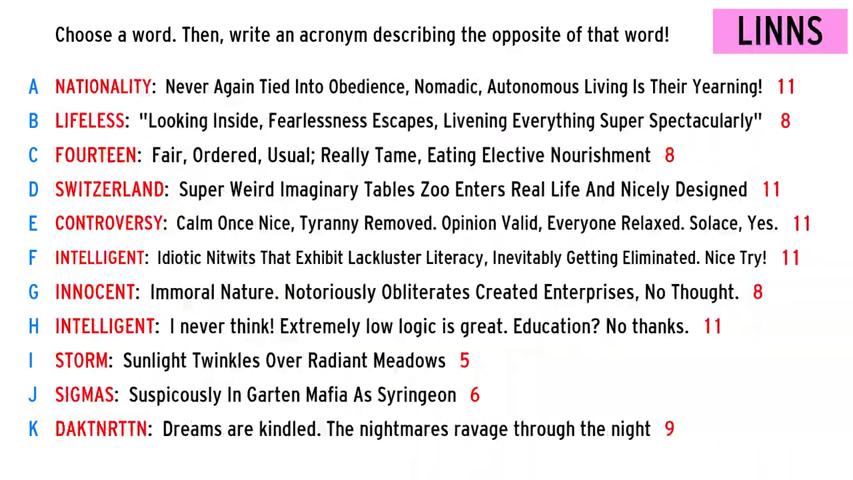 Choose a word. Then, write an acronym describing the opposite of that word!
LINNS
A NATIONALITY: Never Again Tied Into Obedience, Nomadic, Autonomous Living Is Their Yearning! 11
B LIFELESS: "Looking Inside, Fearlessness Escapes, Livening Everything Super Spectacularly" 8
C FOURTEEN: Fair, Ordered, Usual; Really Tame, Eating Elective Nourishment 8
D SWITZERLAND: Super Weird Imaginary Tables Zoo Enters Real Life And Nicely Designed 11
E CONTROVERSY: Calm Once Nice, Tyranny Removed. Opinion Valid, Everyone Relaxed. Solace, Yes. 11
F INTELLIGENT: Idiotic Nitwits That Exhibit Lackluster Literacy, Inevitably Getting Eliminated. Nice Try! 11
G INNOCENT: Immoral Nature. Notoriously Obliterates Created Enterprises, No Thought. 8
H INTELLIGENT: I never think! Extremely low logic is great. Education? No thanks. 11
I STORM: Sunlight Twinkles Over Radiant Meadows 5
J SIGMAS: Suspicously In Garten Mafia As Syringeon 6
K DAKTNRTTN: Dreams are kindled. The nightmares ravage through the night 9